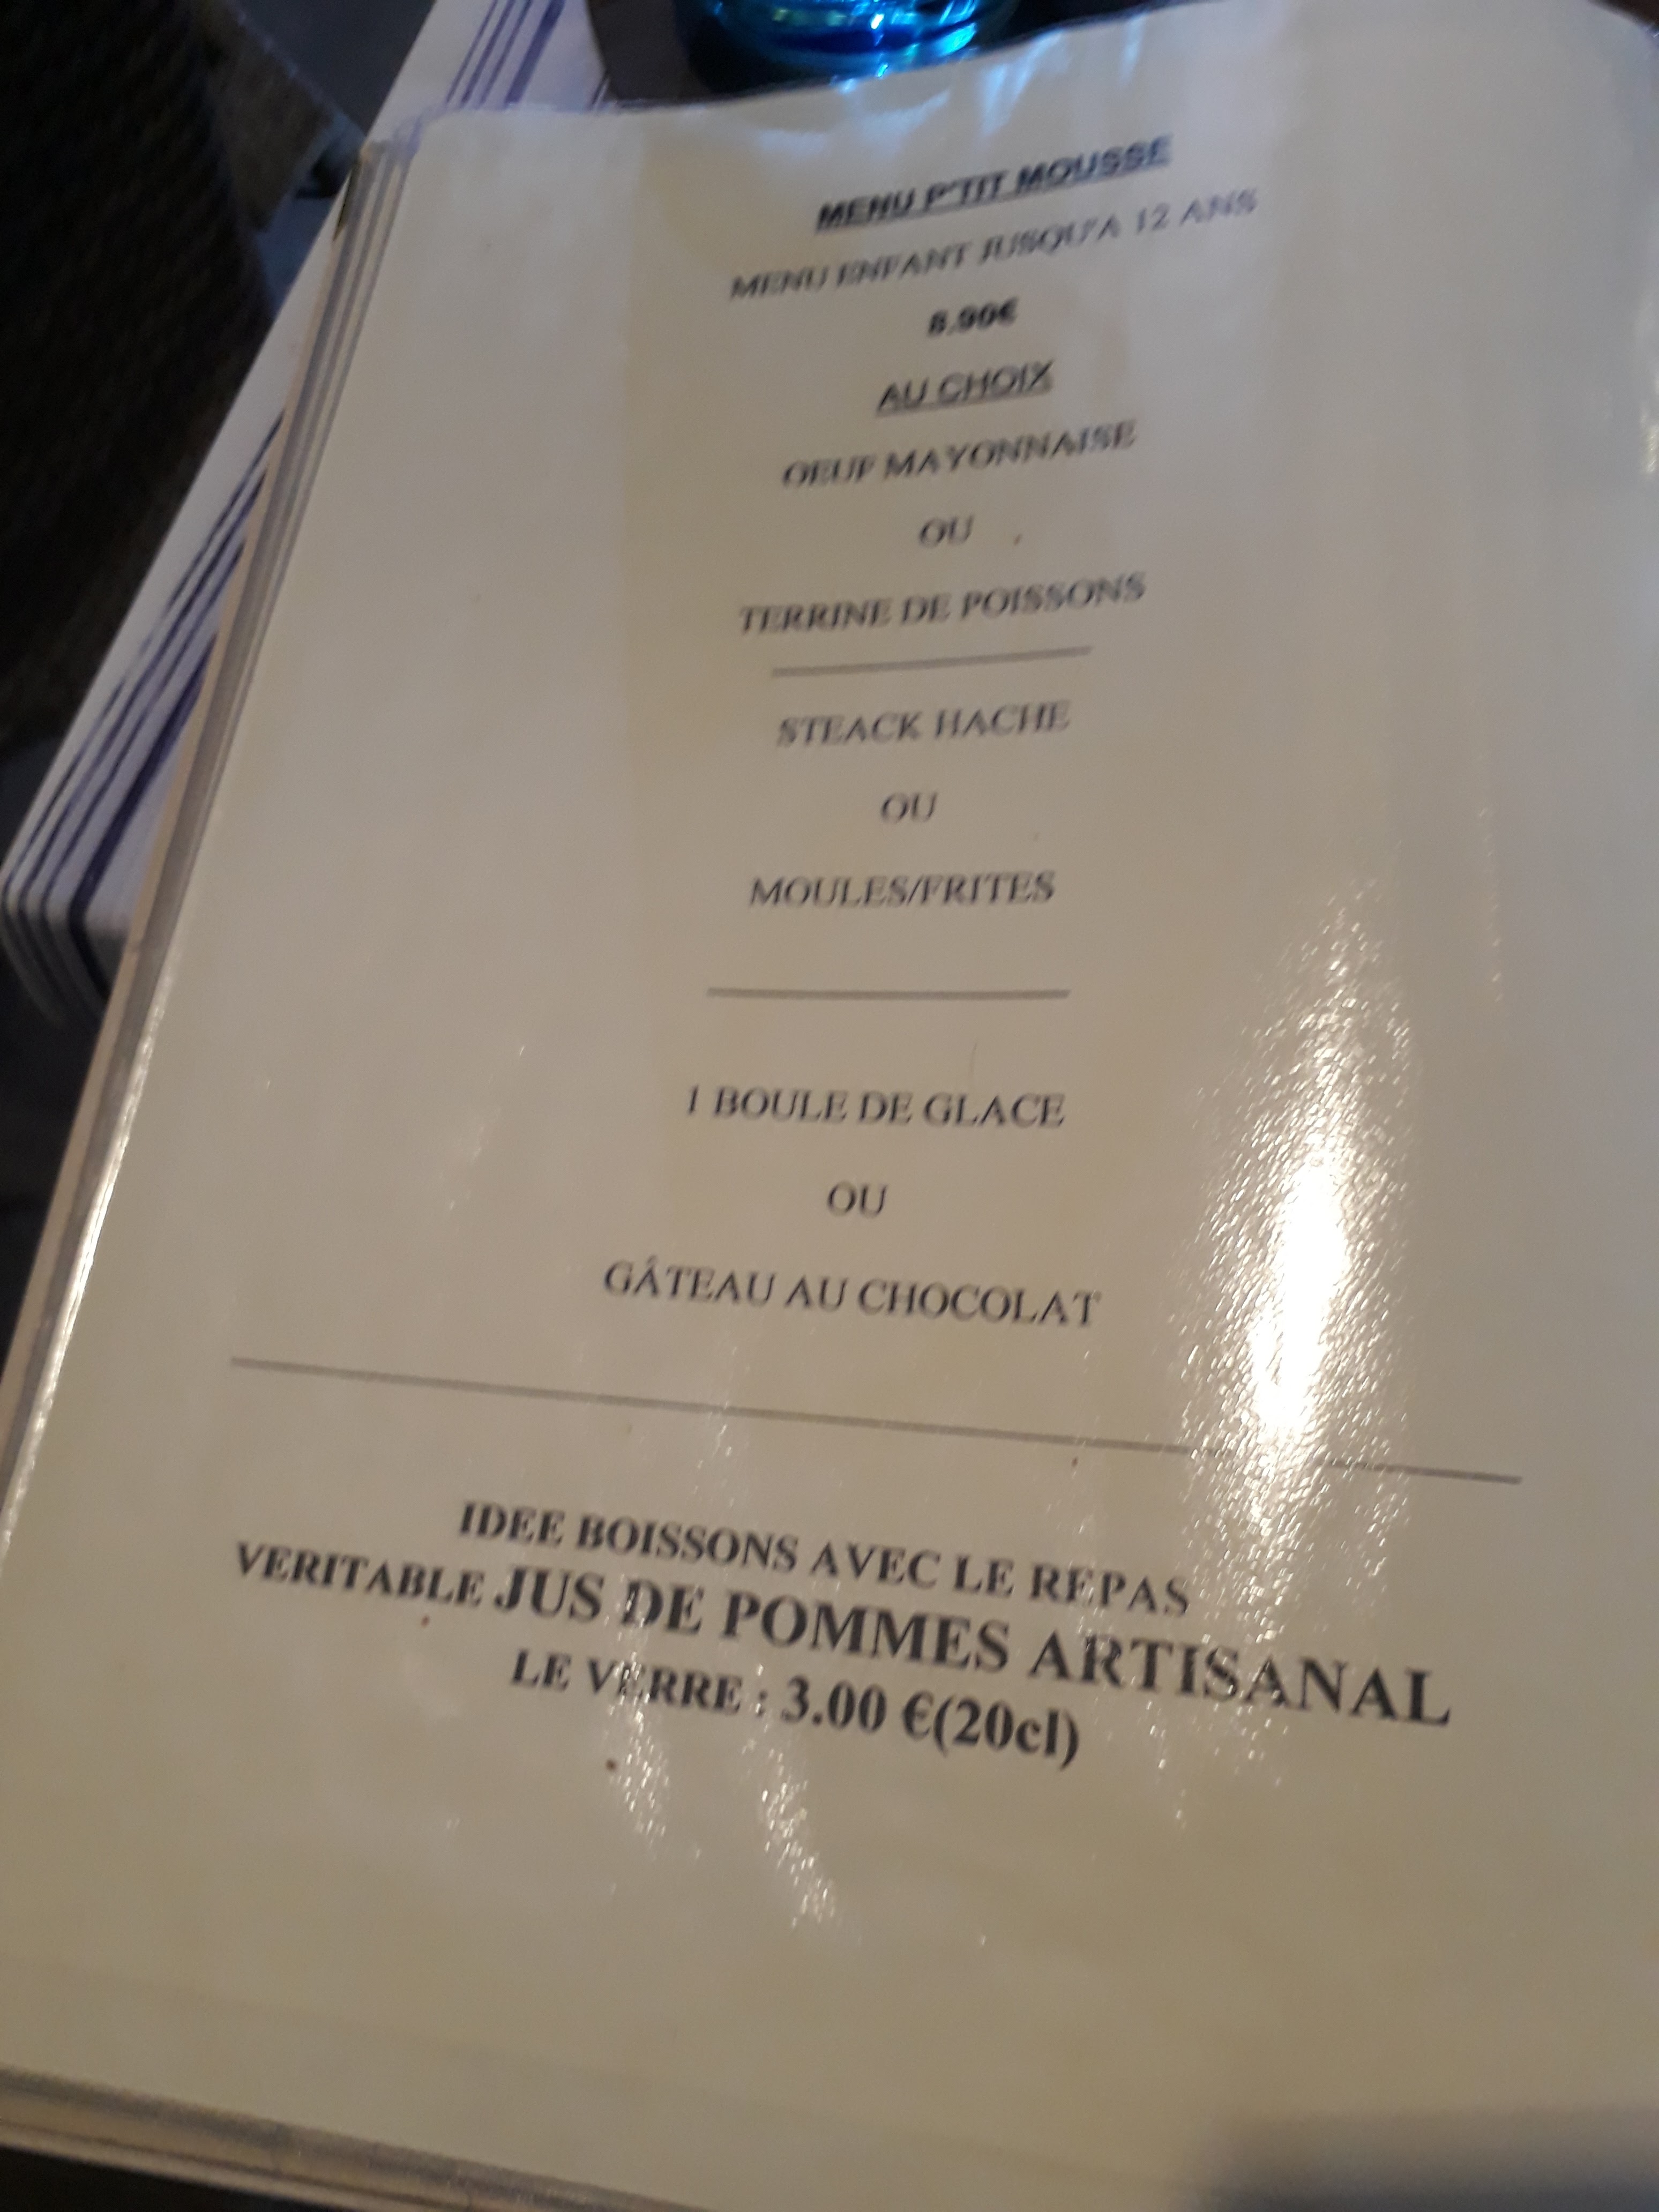 MENU P'TIT MOUSSE
MENU ENFANT JUSQU'A 12 ANS
8.90€
AU CHOIX
OEUF MAYONNAISE
OU
TERRINE DE POISSONS
STEACK HACHE
OU
MOULES/FRITES
1 BOULE DE GLACE
OU
GÂTEAU AU CHOCOLAT
IDEE BOISSONS AVEC LE REPAS
VERITABLE JUS DE POMMES ARTISANAL
LE VERRE : 3.00 €(20cl)